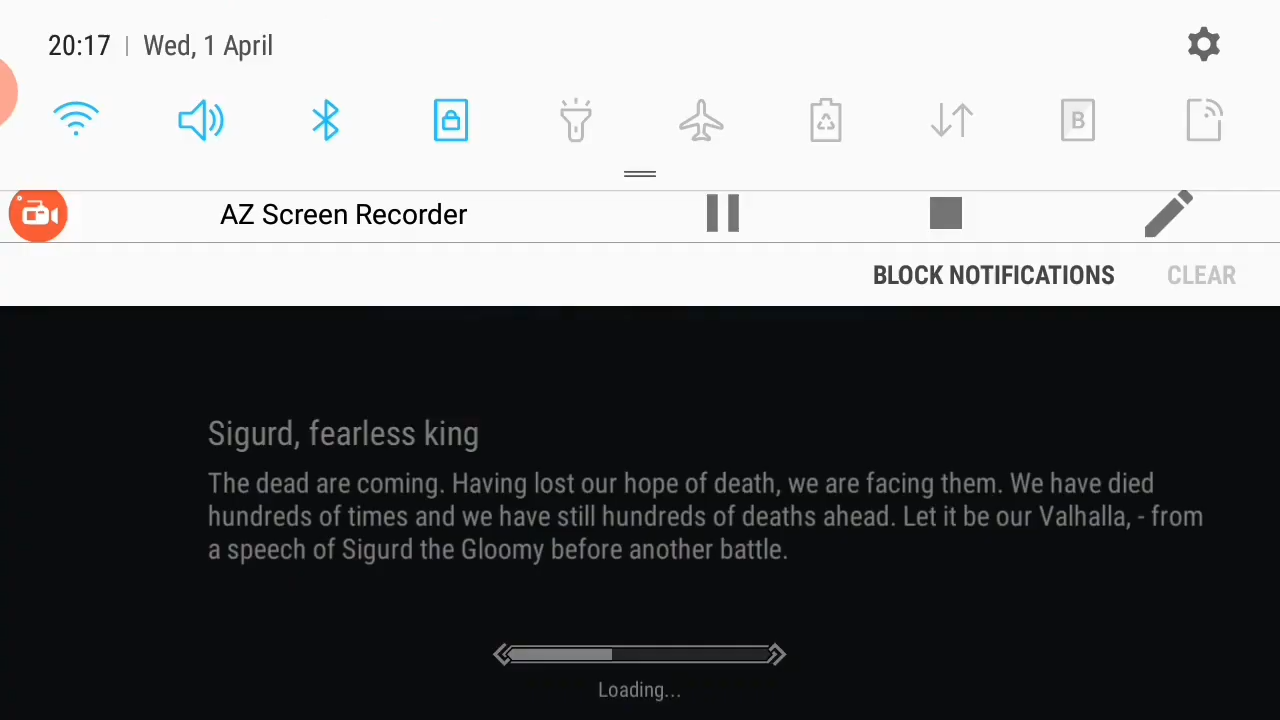 20:17 | Wed, 1 April
B
AZ Screen Recorder
BLOCK NOTIFICATIONS CLEAR
Sigurd, fearless king
The dead are coming. Having lost our hope of death, we are facing them. We have died
hundreds of times and we have still hundreds of deaths ahead. Let it be our Valhalla, - from
a speech of Sigurd the Gloomy before another battle.
Loading...